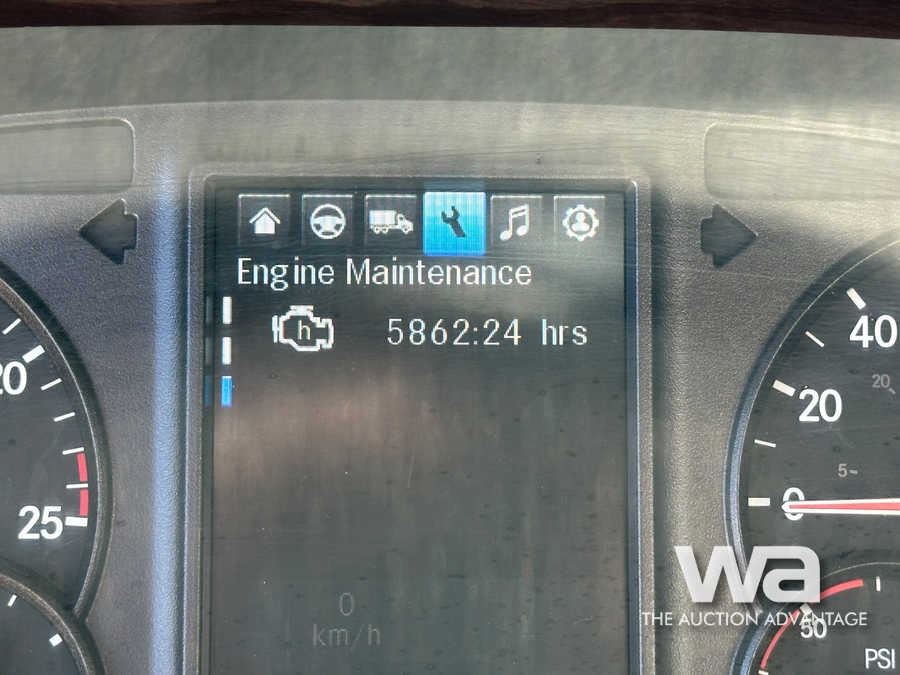 Engine Maintenance
h 5862:24 hrs
20
25
0
km/h
40
20
20
5
0
50
PSI
wa
THE AUCTION ADVANTAGE